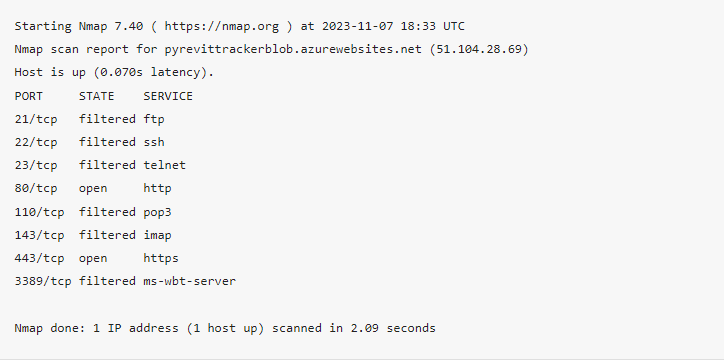 Starting Nmap 7.40 ( https://nmap.org ) at 2023-11-07 18:33 UTC
Nmap scan report for pyrevittrackerblob.azurewebsites.net (51.104.28.69)
Host is up (0.070s latency).
PORT     STATE    SERVICE
21/tcp   filtered ftp
22/tcp   filtered ssh
23/tcp   filtered telnet
80/tcp   open     http
110/tcp  filtered pop3
143/tcp  filtered imap
443/tcp  open     https
3389/tcp filtered ms-wbt-server
Nmap done: 1 IP address (1 host up) scanned in 2.09 seconds